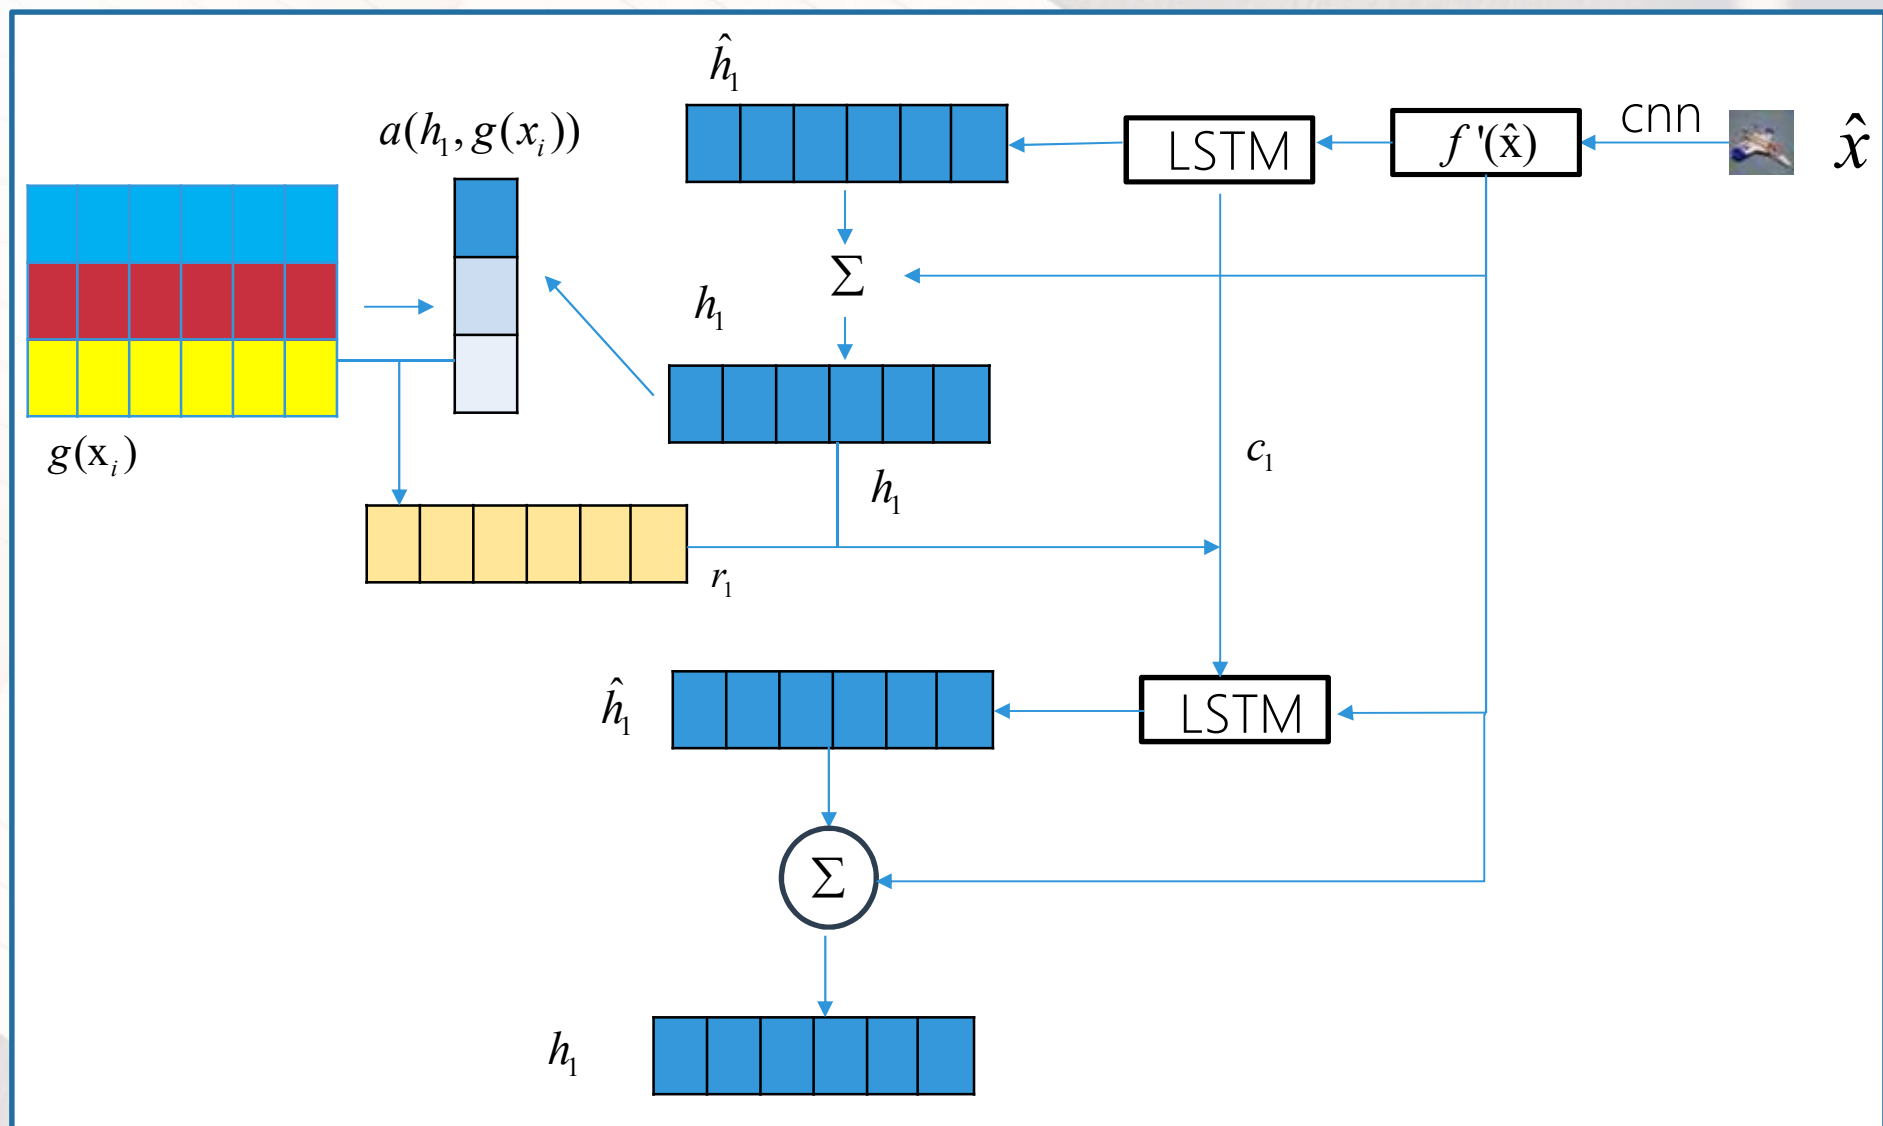 ĥ₁
a(h₁, g(xᵢ))
LSTM
f'(x̂)
cnn
x̂
Σ
h₁
g(xᵢ)
h₁
c₁
r₁
ĥ₁
LSTM
Σ
h₁